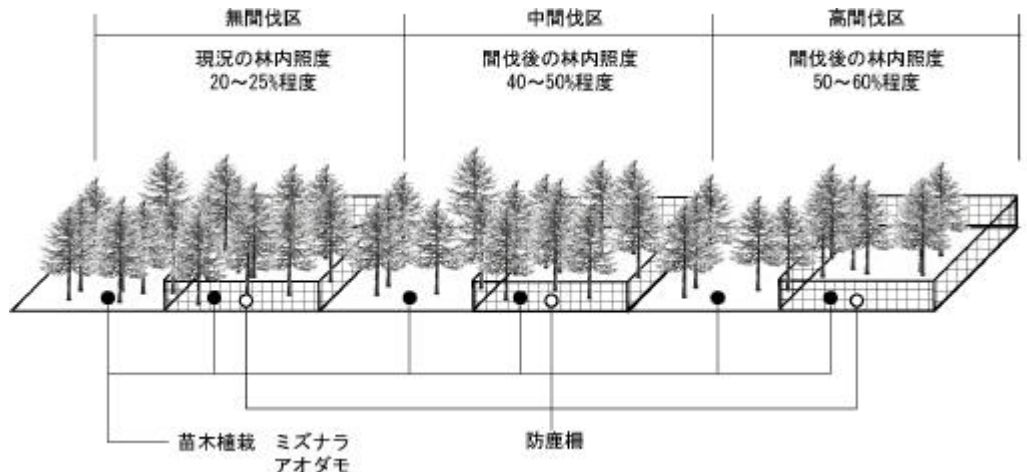 無間伐区
中間伐区
高間伐区
現況の林内照度
20～25%程度
間伐後の林内照度
40～50%程度
間伐後の林内照度
50～60%程度
苗木植栽 ミズナラ
アオダモ
防鹿柵